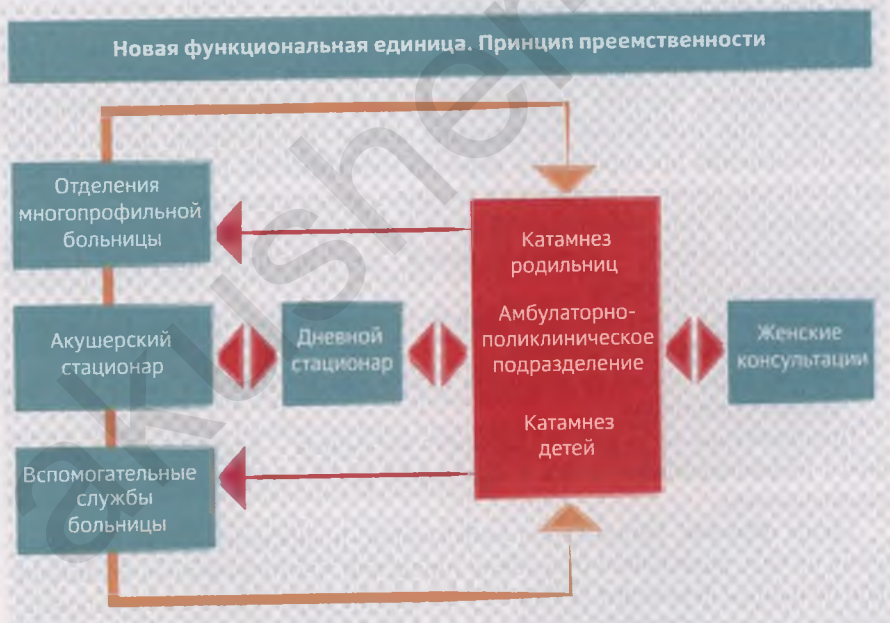 Новая функциональная единица. Принцип преемственности
Отделения
многопрофильной
больницы
Акушерский
стационар
Вспомогательные
службы
больницы
Дневной
стационар
Катамнез
родильниц
Амбулаторно-
поликлиническое
подразделение
Катамнез
детей
Женские
консультации
akusher